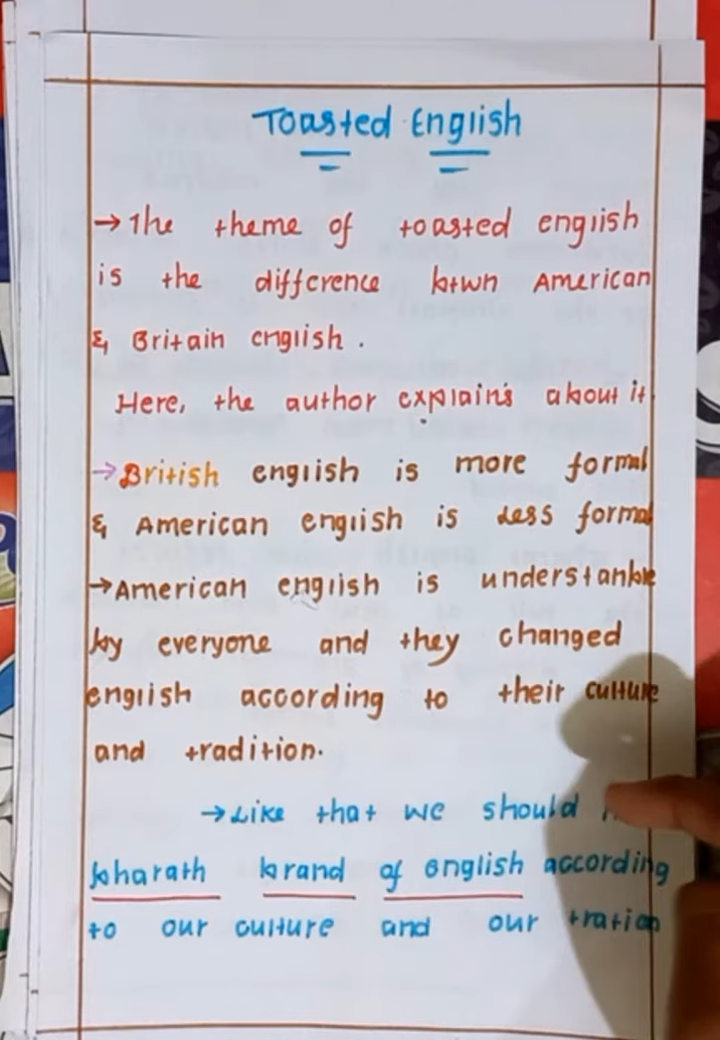 Toasted English
→ The theme of toasted english
is the difference btwn American
& Britain english.
Here, the author explains about it
→ British english is more formal
& American english is less formal
→ American english is understanble
by everyone and they changed
english according to their culture
and tradition.
→ Like that we should
bharath brand of english according
to our culture and our tration